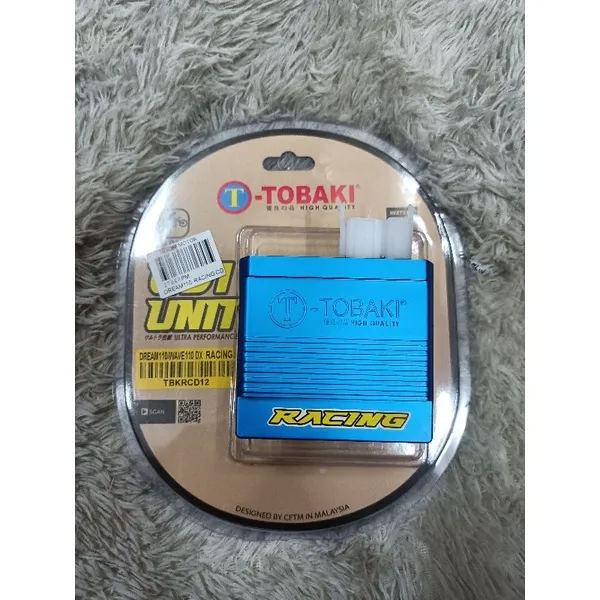 T-TOBAKI®
HIGH QUALITY
MOTOR
DREAM110 RACING CD
UNIT
ULTRA PERFORMANCE
DREAM110/WAVE110 DX RACING
TBKRCD12
SCAN
T-TOBAKI®
HIGH QUALITY
RACING
DESIGNED BY CFTM IN MALAYSIA